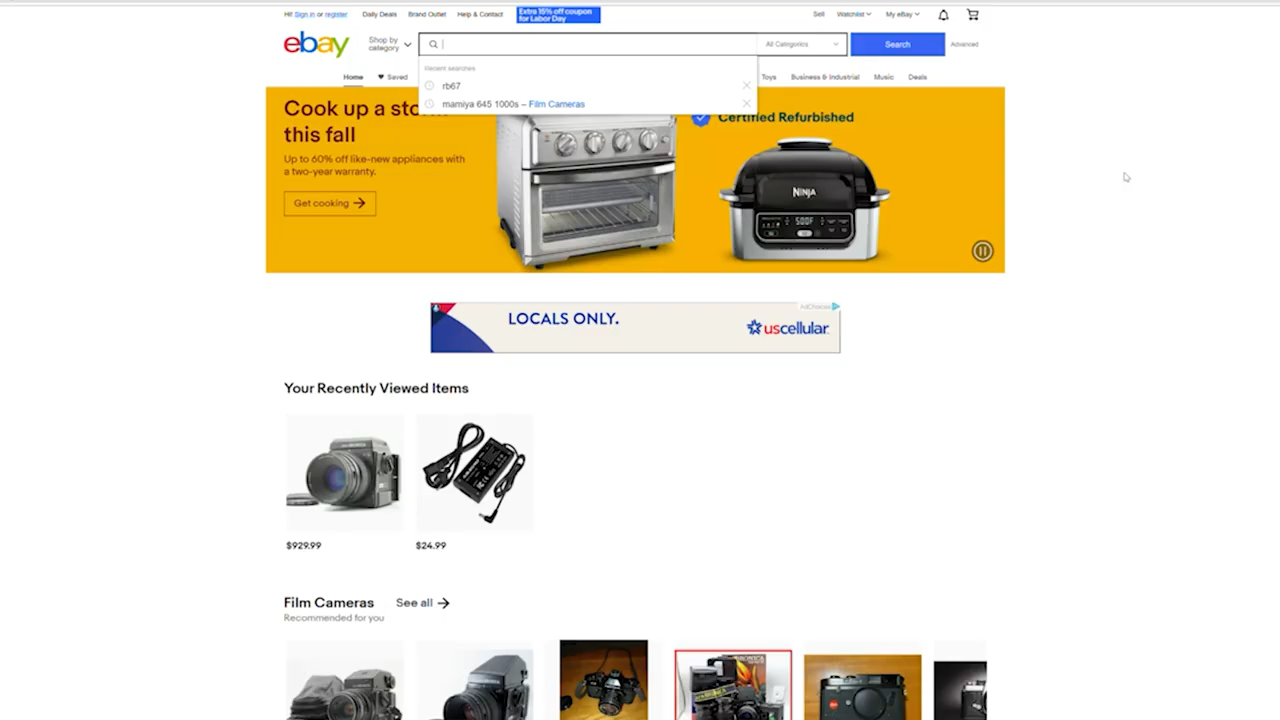 Hi! Sign in or register
Daily Deals
Brand Outlet
Help & Contact
Extra 15% off coupon
for Labor Day
Sell
Watchlist
My eBay
ebay
Shop by
category
All Categories
Search
Advanced
Recent searches
rb67
mamiya 645 1000s – Film Cameras
Home
Saved
Toys
Business & Industrial
Music
Deals
Cook up a sto
this fall
Up to 60% off like-new appliances with
a two-year warranty.
Get cooking
Certified Refurbished
NINJA
500F
LOCALS ONLY.
AdChoices
uscellular
Your Recently Viewed Items
$929.99
$24.99
Film Cameras
See all
Recommended for you